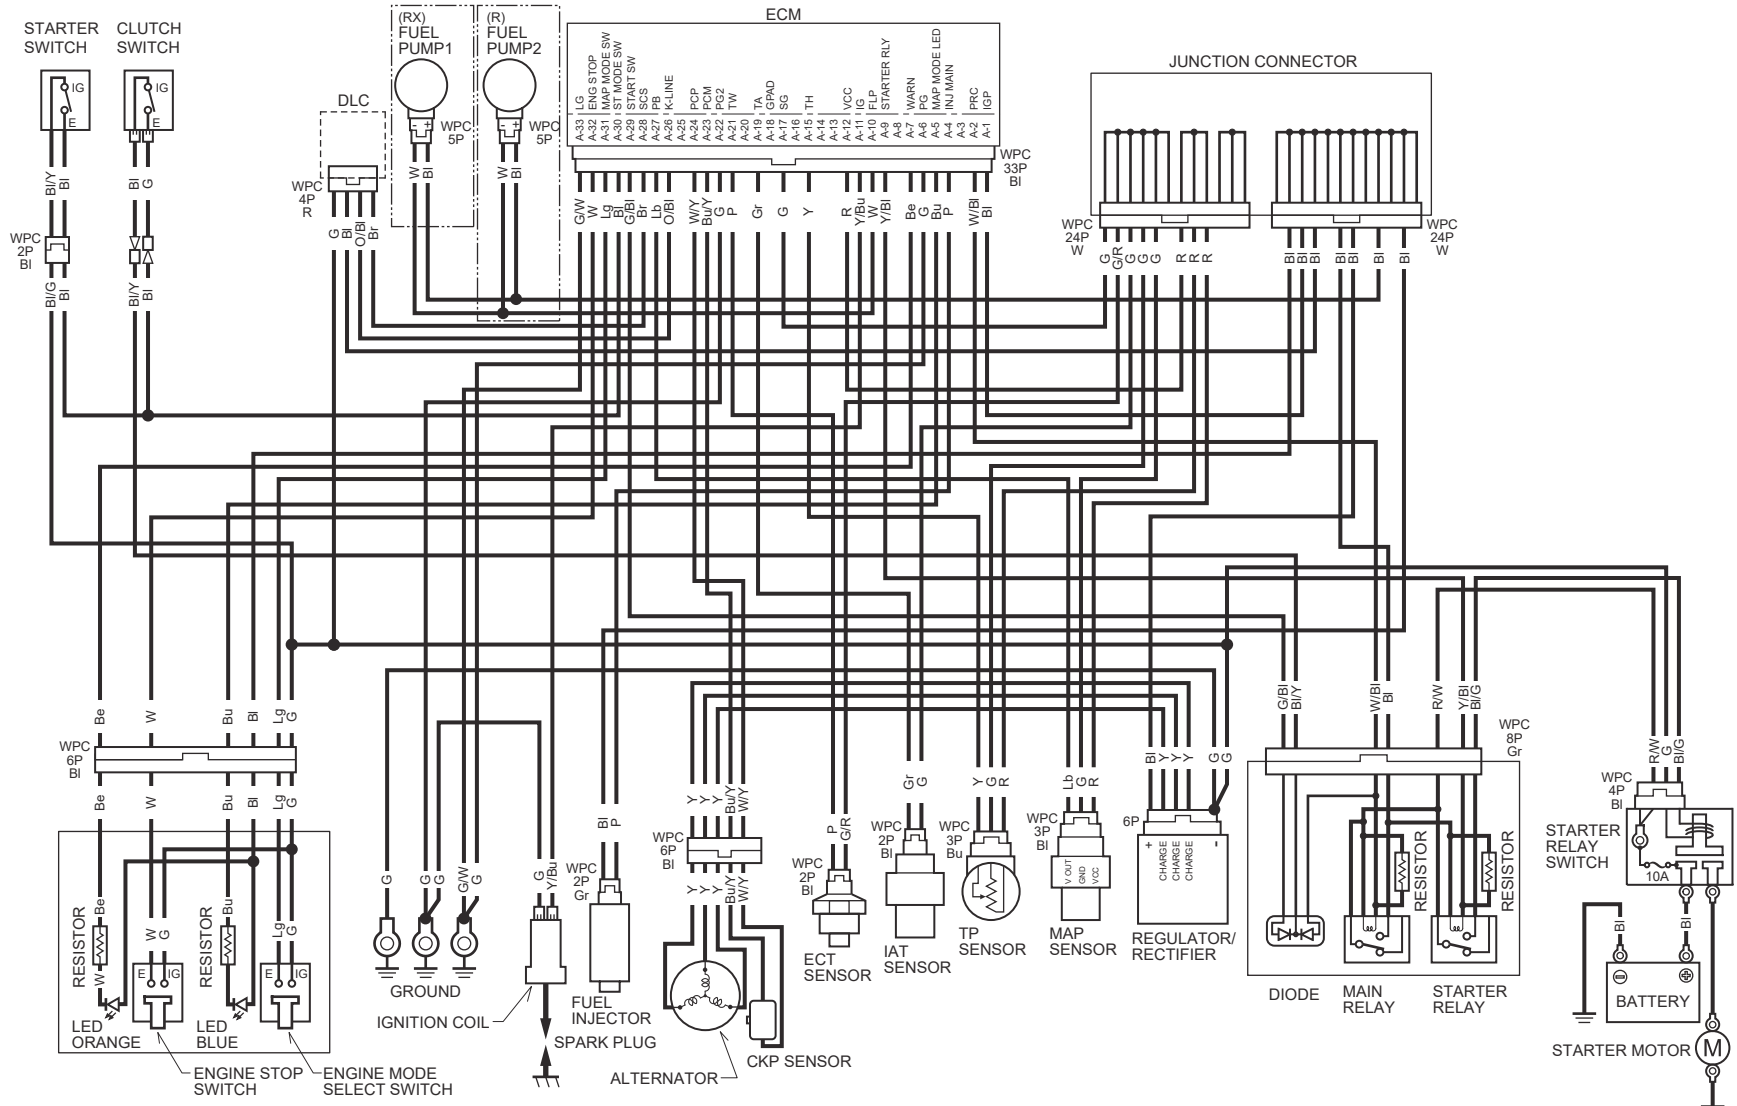 STARTER
SWITCH
CLUTCH
SWITCH
IG
E
IG
E
Bl/Y
Bl
Bl
G
WPC
2P
Bl
Bl/G
Bl
Bl/Y
Bl
DLC
WPC
4P
R
G
Bl
O/Bl
Br
(RX)
FUEL
PUMP1
- +
WPC
5P
W
Bl
(R)
FUEL
PUMP2
- +
WPC
5P
W
Bl
ECM
A-33 LG
A-32 ENG STOP
A-31 MAP MODE SW
A-30 ST MODE SW
A-29 START SW
A-28 SCS
A-27 PB
A-26 K-LINE
A-25
A-24 PCP
A-23 PCM
A-22 PG2
A-21 TW
A-20
A-19 TA
A-18 GPAD
A-17 SG
A-16
A-15 TH
A-14
A-13
A-12 VCC
A-11 IG
A-10 FLP
A-9 STARTER RLY
A-8
A-7 WARN
A-6 PG
A-5 MAP MODE LED
A-4 INJ MAIN
A-3
A-2 PRC
A-1 IGP
WPC
33P
Bl
G/W
W
Lg
Bl
G/Bl
Br
Lb
O/Bl
W/Y
Bu/Y
G
P
Gr
G
Y
R
Y/Bu
W
Y/Bl
Be
G
Bu
P
W/Bl
Bl
JUNCTION CONNECTOR
WPC
24P
W
G
G/R
G
G
G
R
R
R
WPC
24P
W
Bl
Bl
Bl
Bl
Bl
Bl
Bl
Be
W
Bu
Bl
Lg
G
WPC
6P
Bl
Be
W
Bu
Bl
Lg
G
RESISTOR
Be
W
W
G
RESISTOR
Bu
Lg
G
E
IG
E
IG
LED
ORANGE
LED
BLUE
ENGINE STOP
SWITCH
ENGINE MODE
SELECT SWITCH
G
G
G
G/W
G
GROUND
G
Y/Bu
IGNITION COIL
SPARK PLUG
Bl
P
WPC
2P
Gr
FUEL
INJECTOR
Y
Y
Y
Bu/Y
W/Y
WPC
6P
Bl
Y
Y
Y
Bu/Y
W/Y
ALTERNATOR
CKP SENSOR
P
G/R
WPC
2P
Bl
ECT
SENSOR
Gr
G
WPC
2P
Bl
IAT
SENSOR
Y
G
R
WPC
3P
Bu
TP
SENSOR
Lb
G
R
WPC
3P
Bl
V OUT
GND
VCC
MAP
SENSOR
Bl
Y
Y
Y
G
G
6P
+
CHARGE
CHARGE
CHARGE
-
REGULATOR/
RECTIFIER
G/Bl
Bl/Y
W/Bl
Bl
R/W
Y/Bl
Bl/G
WPC
8P
Gr
RESISTOR
RESISTOR
DIODE
MAIN
RELAY
STARTER
RELAY
R/W
G
Bl/G
WPC
4P
Bl
STARTER
RELAY
SWITCH
10A
Bl
Bl
BATTERY
STARTER MOTOR
M